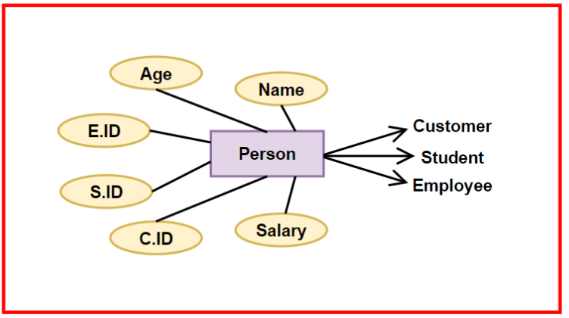 Age
Name
E.ID
Person
Customer
Student
Employee
S.ID
C.ID
Salary